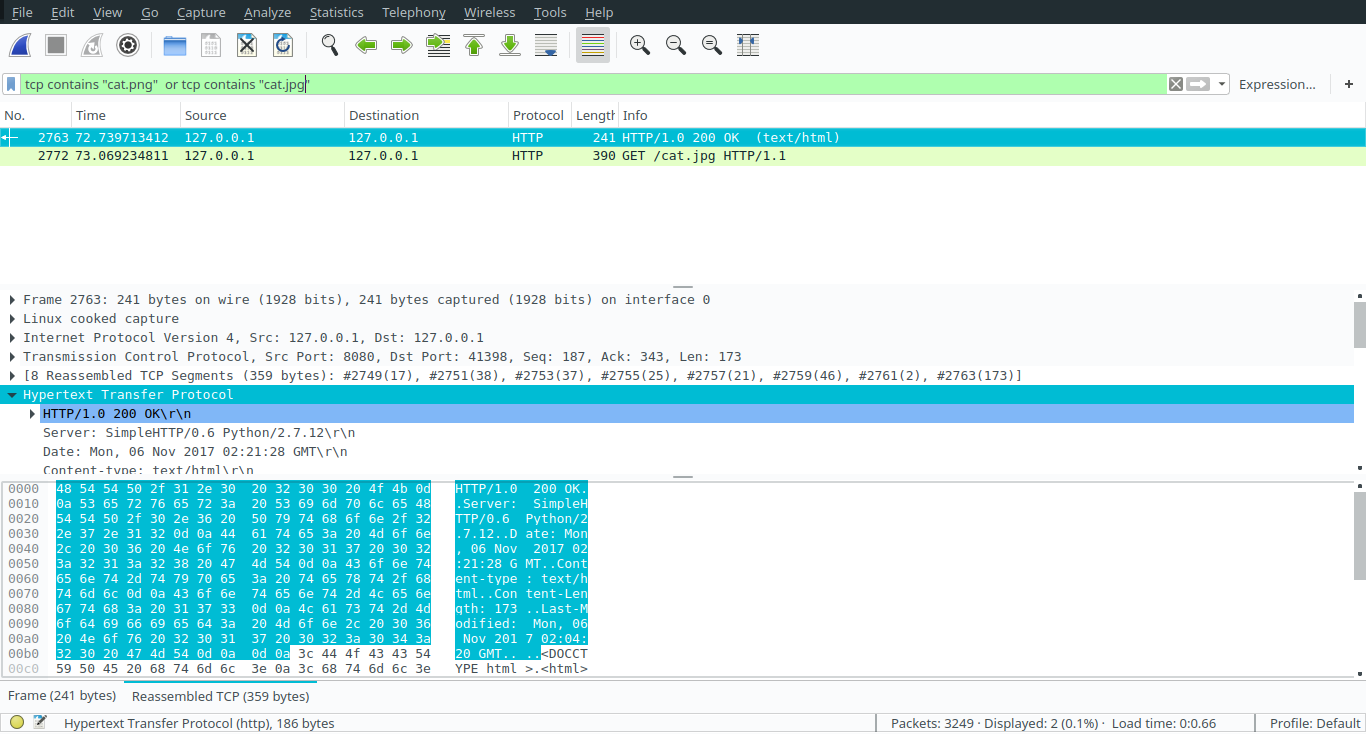 File Edit View Go Capture Analyze Statistics Telephony Wireless Tools Help
tcp contains "cat.png"  or tcp contains "cat.jpg" Expression... +
No. Time Source Destination Protocol Length Info
2763 72.739713412 127.0.0.1 127.0.0.1 HTTP 241 HTTP/1.0 200 OK  (text/html)
2772 73.069234811 127.0.0.1 127.0.0.1 HTTP 390 GET /cat.jpg HTTP/1.1
Frame 2763: 241 bytes on wire (1928 bits), 241 bytes captured (1928 bits) on interface 0
Linux cooked capture
Internet Protocol Version 4, Src: 127.0.0.1, Dst: 127.0.0.1
Transmission Control Protocol, Src Port: 8080, Dst Port: 41398, Seq: 187, Ack: 343, Len: 173
[8 Reassembled TCP Segments (359 bytes): #2749(17), #2751(38), #2753(37), #2755(25), #2757(21), #2759(46), #2761(2), #2763(173)]
Hypertext Transfer Protocol
HTTP/1.0 200 OK\r\n
Server: SimpleHTTP/0.6 Python/2.7.12\r\n
Date: Mon, 06 Nov 2017 02:21:28 GMT\r\n
Content-type: text/html\r\n
0000 48 54 54 50 2f 31 2e 30  20 32 30 30 20 4f 4b 0d HTTP/1.0  200 OK.
0010 0a 53 65 72 76 65 72 3a  20 53 69 6d 70 6c 65 48 .Server:  SimpleH
0020 54 54 50 2f 30 2e 36 20  50 79 74 68 6f 6e 2f 32 TTP/0.6  Python/2
0030 2e 37 2e 31 32 0d 0a 44  61 74 65 3a 20 4d 6f 6e .7.12..D ate: Mon
0040 2c 20 30 36 20 4e 6f 76  20 32 30 31 37 20 30 32 , 06 Nov  2017 02
0050 3a 32 31 3a 32 38 20 47  4d 54 0d 0a 43 6f 6e 74 :21:28 G MT..Cont
0060 65 6e 74 2d 74 79 70 65  3a 20 74 65 78 74 2f 68 ent-type : text/h
0070 74 6d 6c 0d 0a 43 6f 6e  74 65 6e 74 2d 4c 65 6e tml..Con tent-Len
0080 67 74 68 3a 20 31 37 33  0d 0a 4c 61 73 74 2d 4d gth: 173 ..Last-M
0090 6f 64 69 66 69 65 64 3a  20 4d 6f 6e 2c 20 30 36 odified:  Mon, 06
00a0 20 4e 6f 76 20 32 30 31  37 20 30 32 3a 30 34 3a  Nov 201 7 02:04:
00b0 32 30 20 47 4d 54 0d 0a  0d 0a 3c 44 4f 43 43 54 20 GMT.. ..<DOCCT
00c0 59 50 45 20 68 74 6d 6c  3e 0a 3c 68 74 6d 6c 3e YPE html >.<html>
Frame (241 bytes) Reassembled TCP (359 bytes)
Hypertext Transfer Protocol (http), 186 bytes Packets: 3249 · Displayed: 2 (0.1%) · Load time: 0:0.66 Profile: Default